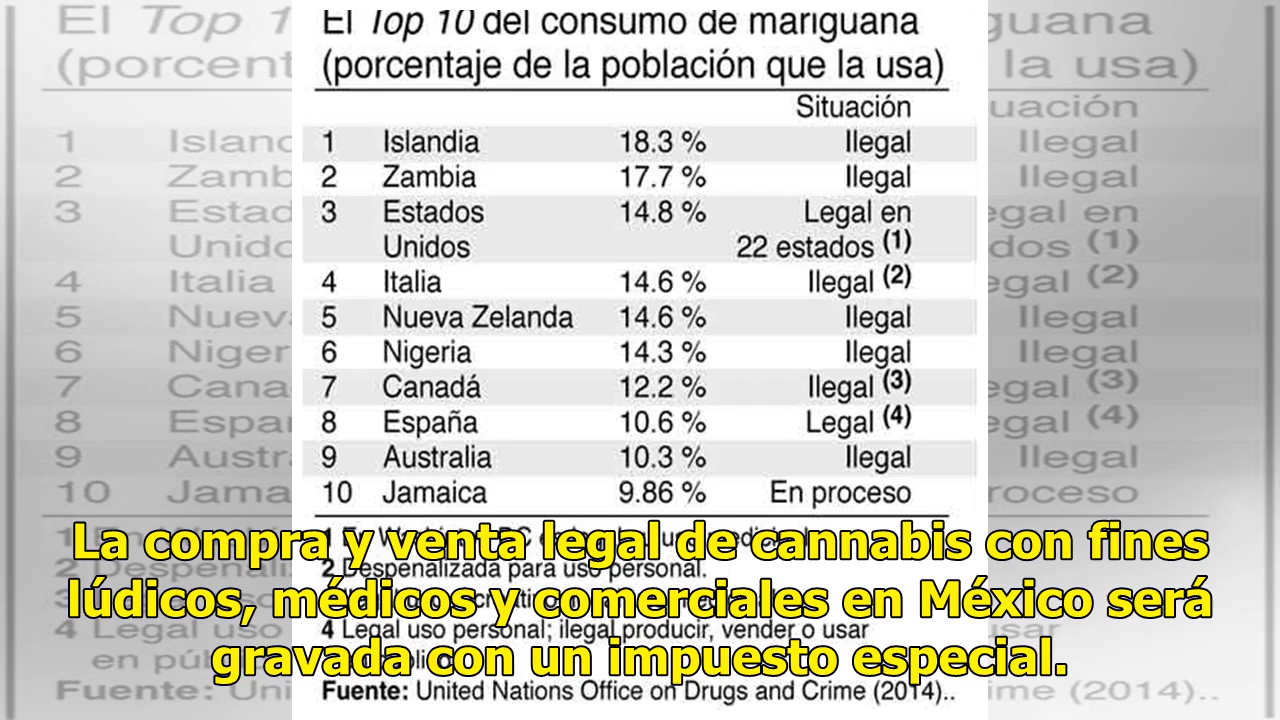 El Top 10 del consumo de mariguana
(porcentaje de la población que la usa)
Situación
1 Islandia 18.3 % Ilegal
2 Zambia 17.7 % Ilegal
3 Estados 14.8 % Legal en
Unidos 22 estados (1)
4 Italia 14.6 % Ilegal (2)
5 Nueva Zelanda 14.6 % Ilegal
6 Nigeria 14.3 % Ilegal
7 Canadá 12.2 % Ilegal (3)
8 España 10.6 % Legal (4)
9 Australia 10.3 % Ilegal
10 Jamaica 9.86 % En proceso
La compra y venta legal de cannabis con fines
2 Despenalizada para uso personal.
lúdicos, médicos y comerciales en México será
4 Legal uso personal; ilegal producir, vender o usar
gravada con un impuesto especial.
Fuente: United Nations Office on Drugs and Crime (2014)..